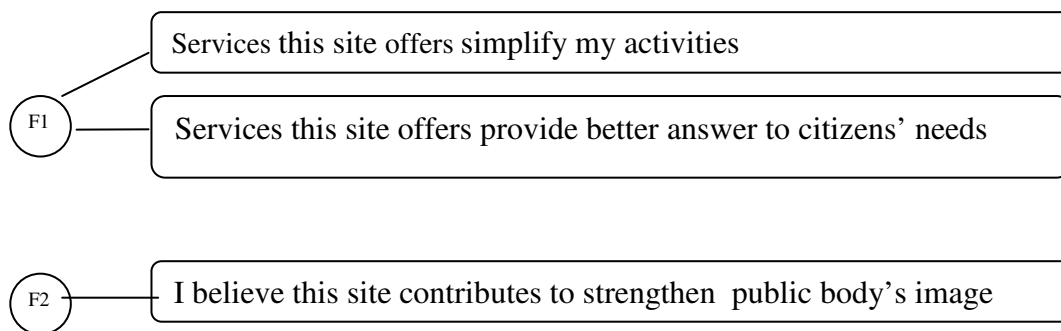 Services this site offers simplify my activities
F1
Services this site offers provide better answer to citizens’ needs
F2
I believe this site contributes to strengthen  public body’s image